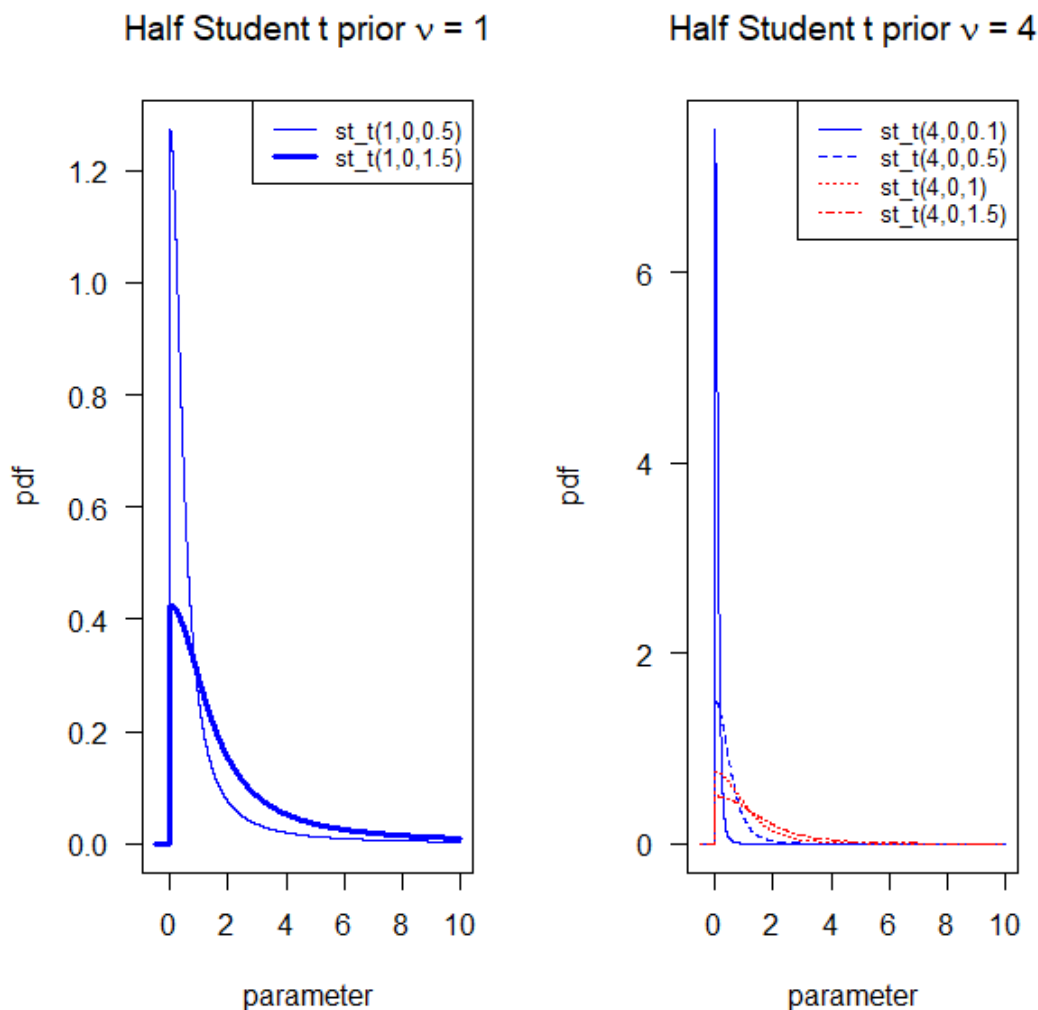 Half Student t prior ν = 1
st_t(1,0,0.5)
st_t(1,0,1.5)
1.2
1.0
0.8
0.6
0.4
0.2
0.0
pdf
0 2 4 6 8 10
parameter
Half Student t prior ν = 4
st_t(4,0,0.1)
st_t(4,0,0.5)
st_t(4,0,1)
st_t(4,0,1.5)
6
4
2
0
pdf
0 2 4 6 8 10
parameter